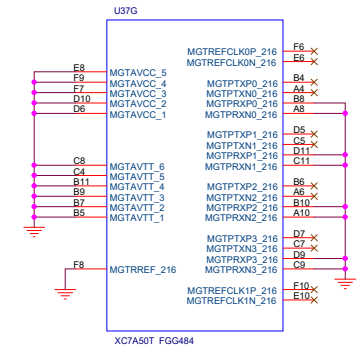 U37G
MGTREFCLK0P_216 F6
MGTREFCLK0N_216 E6
E8 MGTAVCC_5
F9 MGTAVCC_4
F7 MGTAVCC_3
D10 MGTAVCC_2
D6 MGTAVCC_1
MGTPTXP0_216 B4
MGTPTXN0_216 A4
MGTPRXP0_216 B8
MGTPRXN0_216 A8
MGTPTXP1_216 D5
MGTPTXN1_216 C5
MGTPRXP1_216 D11
MGTPRXN1_216 C11
C8 MGTAVTT_6
C4 MGTAVTT_5
B11 MGTAVTT_4
B9 MGTAVTT_3
B7 MGTAVTT_2
B5 MGTAVTT_1
MGTPTXP2_216 B6
MGTPTXN2_216 A6
MGTPRXP2_216 B10
MGTPRXN2_216 A10
MGTPTXP3_216 D7
MGTPTXN3_216 C7
MGTPRXP3_216 D9
MGTPRXN3_216 C9
F8 MGTRREF_216
MGTREFCLK1P_216 F10
MGTREFCLK1N_216 E10
XC7A50T FGG484